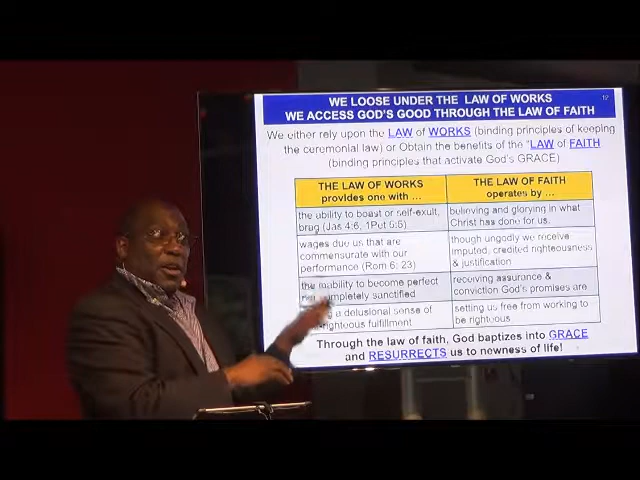 WE LOOSE UNDER THE LAW OF WORKS
12
WE ACCESS GOD'S GOOD THROUGH THE LAW OF FAITH
We either rely upon the LAW of WORKS (binding principles of keeping
the ceremonial law) or Obtain the benefits of the "LAW of FAITH
(binding principles that activate God's GRACE)
THE LAW OF WORKS
provides one with ...
THE LAW OF FAITH
operates by ...
the ability to boast or self-exult,
brug (Jas 4:6, 1Pet 5:5)
believing and glorying in what
Christ has done for us.
wages due us that are
commensurate with our
performance (Rom 6: 23)
though ungodly we receive
imputed, credited righteousness
& justification
the inability to become perfect
completely sanctified
receiving assurance &
conviction God's promises are
a delusional sense of
righteous fulfillment
setting us free from working to
be righteous
Through the law of faith, God baptizes into GRACE
and RESURRECTS us to newness of life!